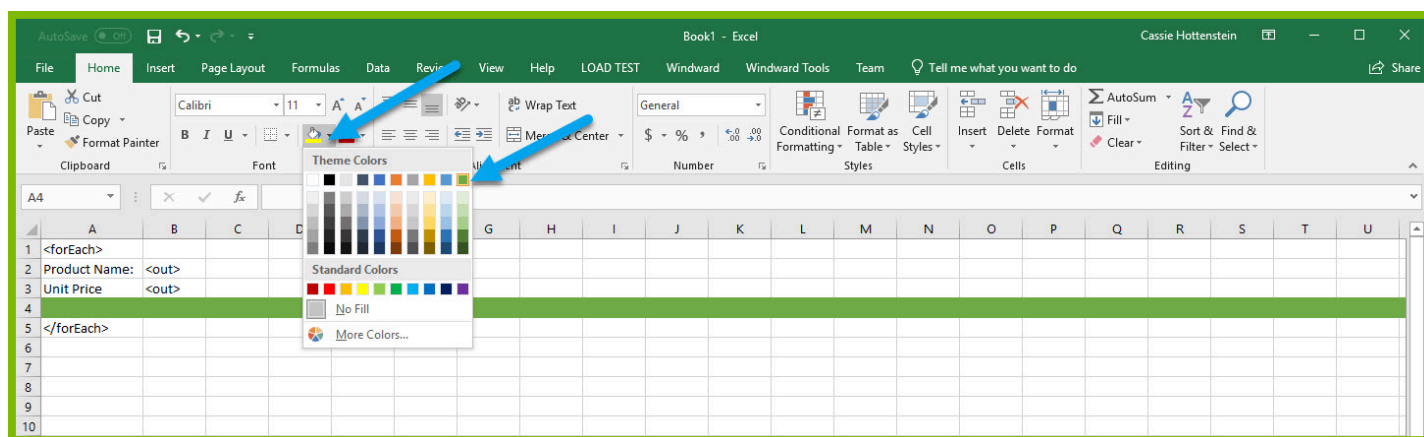 AutoSave Off Book1 - Excel Cassie Hottenstein
File Home Insert Page Layout Formulas Data View Help LOAD TEST Windward Windward Tools Team Tell me what you want to do Share
Cut Calibri 11 Wrap Text General AutoSum
Copy Fill
Paste Format Painter B I U Center $ % , Conditional Format as Cell Insert Delete Format Clear Sort & Find &
Formatting Table Styles Filter Select
Clipboard Font Number Styles Cells Editing
Theme Colors
A4 fx
A B C D G H I J K L M N O P Q R S T U
1 <forEach>
2 Product Name: <out>
3 Unit Price <out>
Standard Colors
4 No Fill
5 </forEach>
More Colors...
6
7
8
9
10